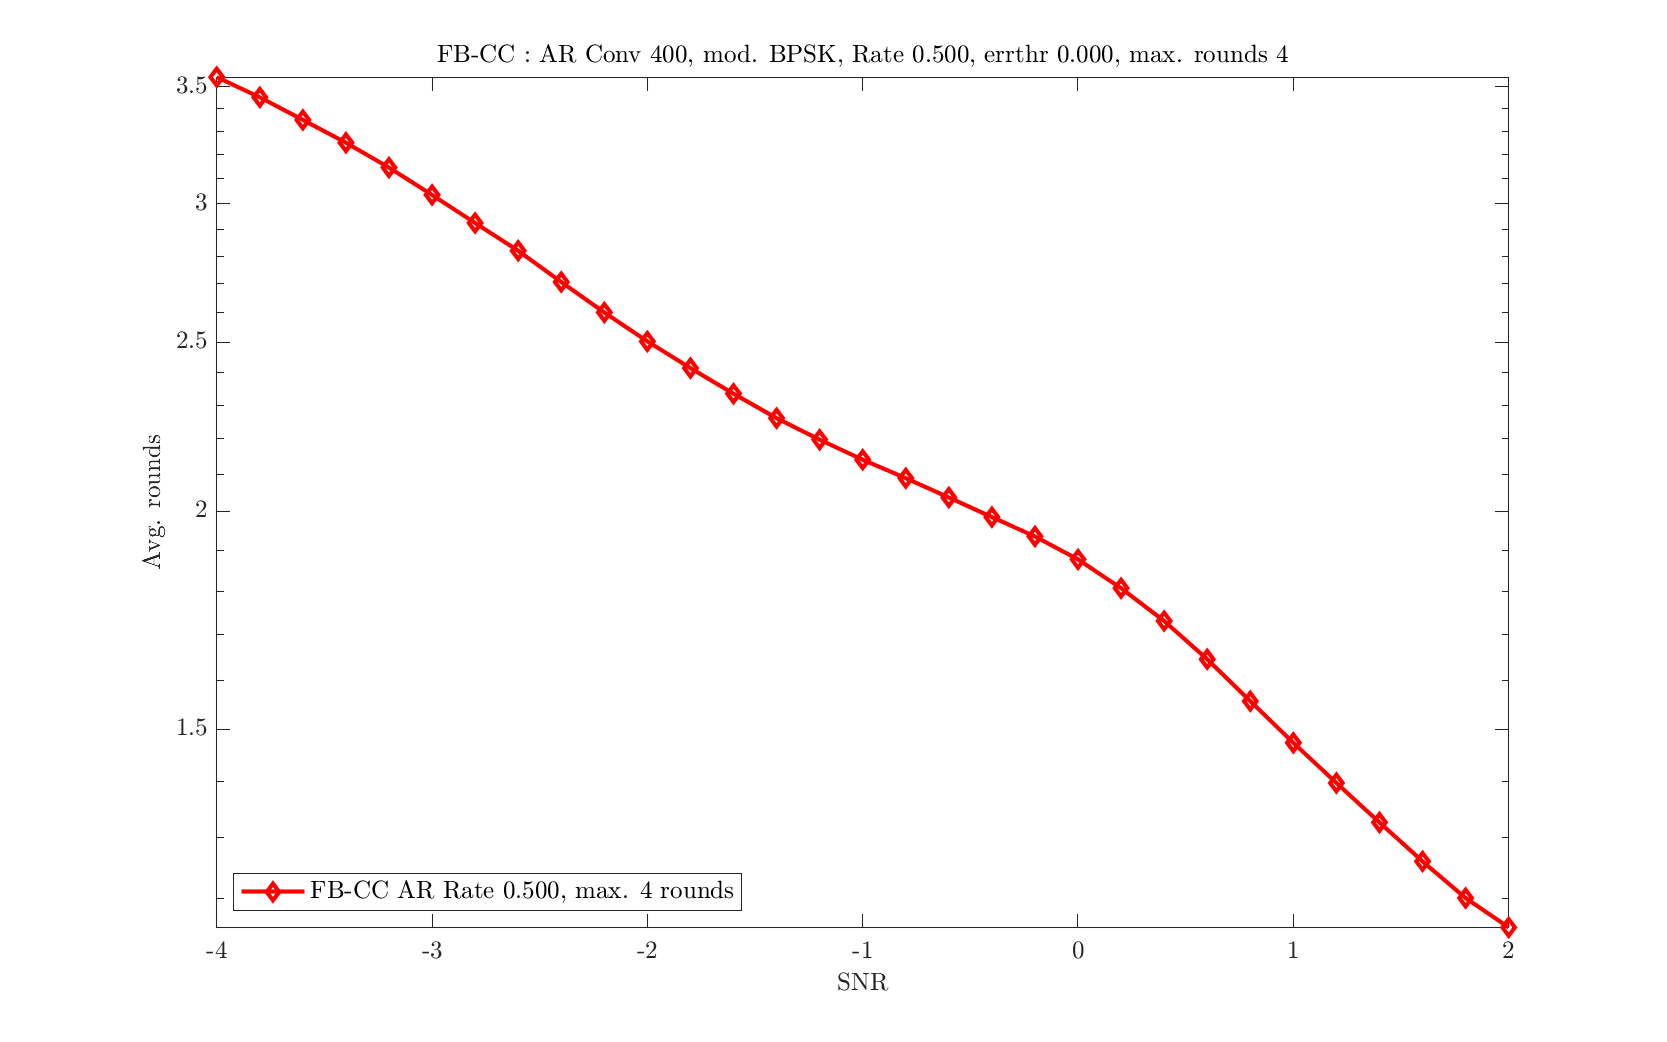 FB-CC : AR Conv 400, mod. BPSK, Rate 0.500, errthr 0.000, max. rounds 4
3.5
3
2.5
2
1.5
Avg. rounds
FB-CC AR Rate 0.500, max. 4 rounds
-4 -3 -2 -1 0 1 2
SNR